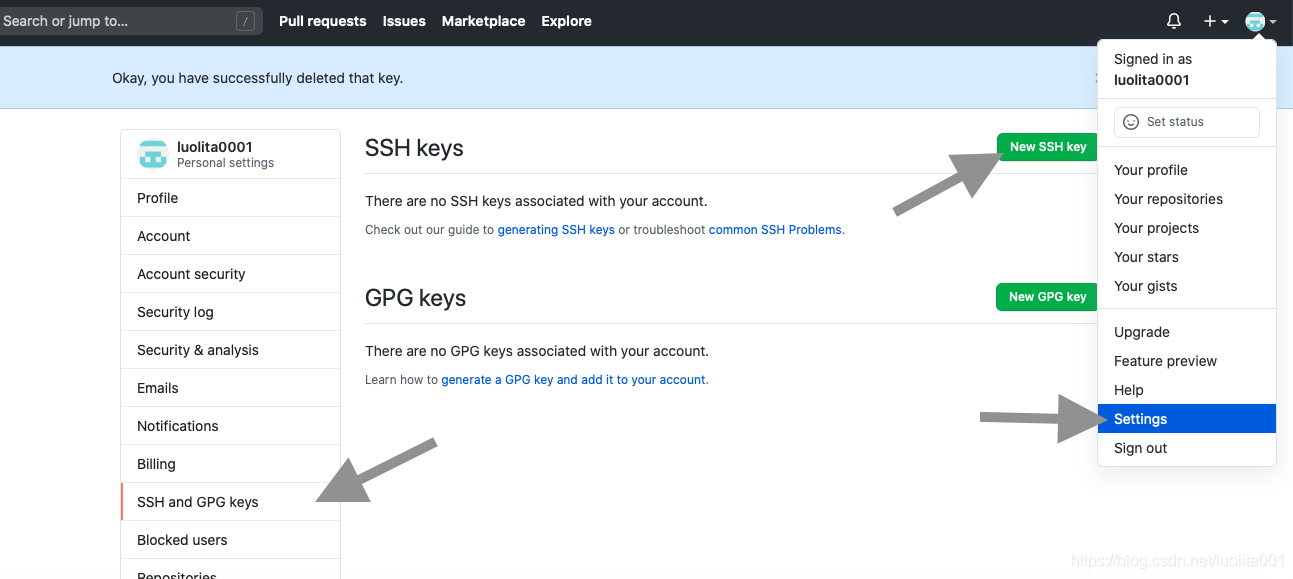 Search or jump to...
/
Pull requests
Issues
Marketplace
Explore
Okay, you have successfully deleted that key.
Signed in as
luolita0001
Set status
Your profile
Your repositories
Your projects
Your stars
Your gists
Upgrade
Feature preview
Help
Settings
Sign out
luolita0001
Personal settings
Profile
Account
Account security
Security log
Security & analysis
Emails
Notifications
Billing
SSH and GPG keys
Blocked users
Repositories
SSH keys
New SSH key
There are no SSH keys associated with your account.
Check out our guide to generating SSH keys or troubleshoot common SSH Problems.
GPG keys
New GPG key
There are no GPG keys associated with your account.
Learn how to generate a GPG key and add it to your account.
https://blog.csdn.net/luolita001